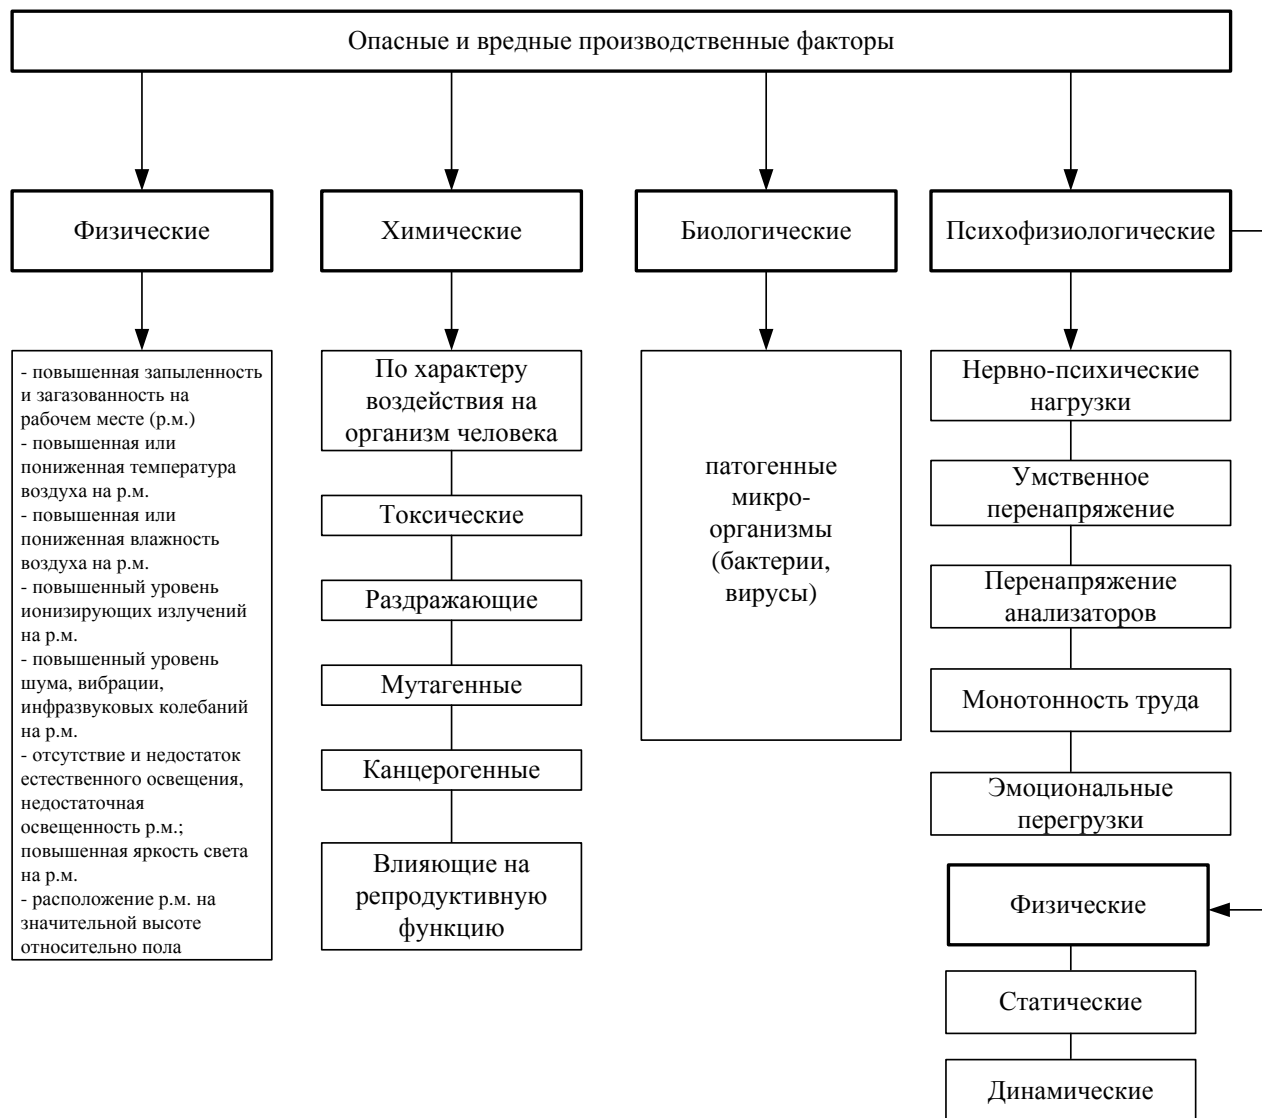 Опасные и вредные производственные факторы
Физические
Химические
Биологические
Психофизиологические
- повышенная запыленность
и загазованность на
рабочем месте (р.м.)
- повышенная или
пониженная температура
воздуха на р.м.
- повышенная или
пониженная влажность
воздуха на р.м.
- повышенный уровень
ионизирующих излучений
на р.м.
- повышенный уровень
шума, вибрации,
инфразвуковых колебаний
на р.м.
- отсутствие и недостаток
естественного освещения,
недостаточная
освещенность р.м.;
повышенная яркость света
на р.м.
- расположение р.м. на
значительной высоте
относительно пола
По характеру
воздействия на
организм человека
Токсические
Раздражающие
Мутагенные
Канцерогенные
Влияющие на
репродуктивную
функцию
патогенные
микро-
организмы
(бактерии,
вирусы)
Нервно-психические
нагрузки
Умственное
перенапряжение
Перенапряжение
анализаторов
Монотонность труда
Эмоциональные
перегрузки
Физические
Статические
Динамические